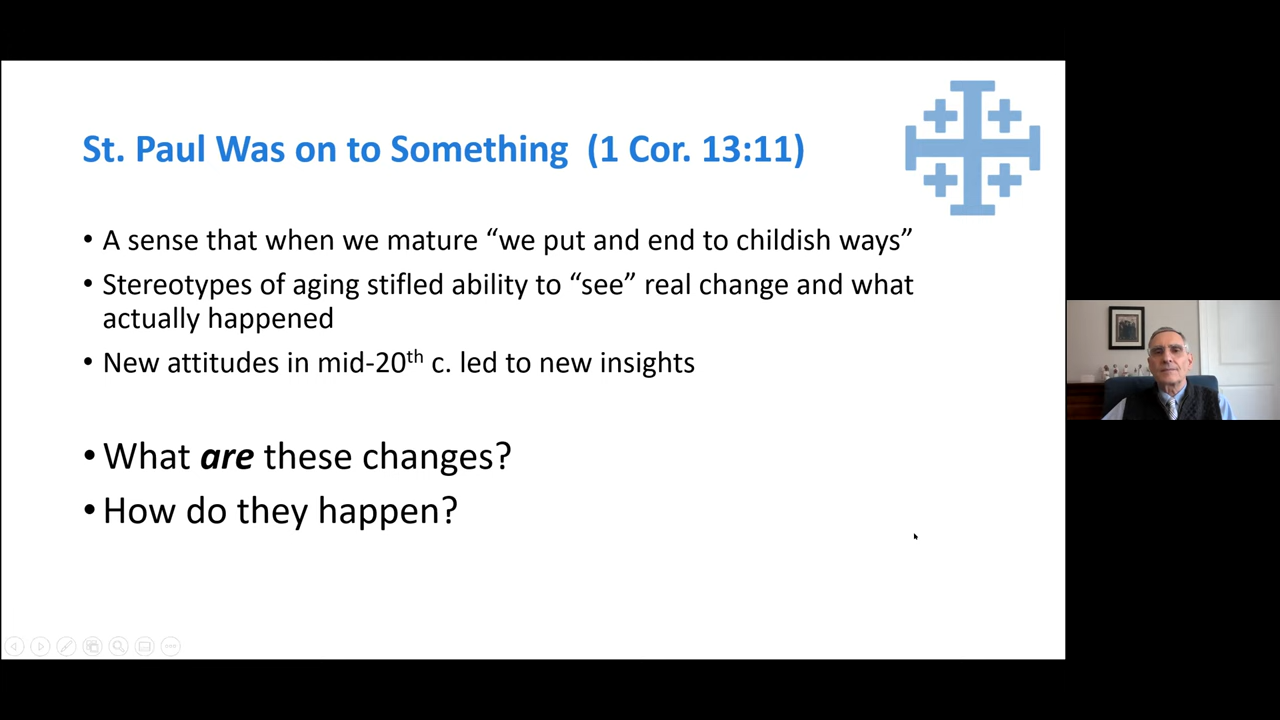 St. Paul Was on to Something (1 Cor. 13:11)
• A sense that when we mature “we put and end to childish ways”
• Stereotypes of aging stifled ability to “see” real change and what
actually happened
• New attitudes in mid-20th c. led to new insights
• What are these changes?
• How do they happen?